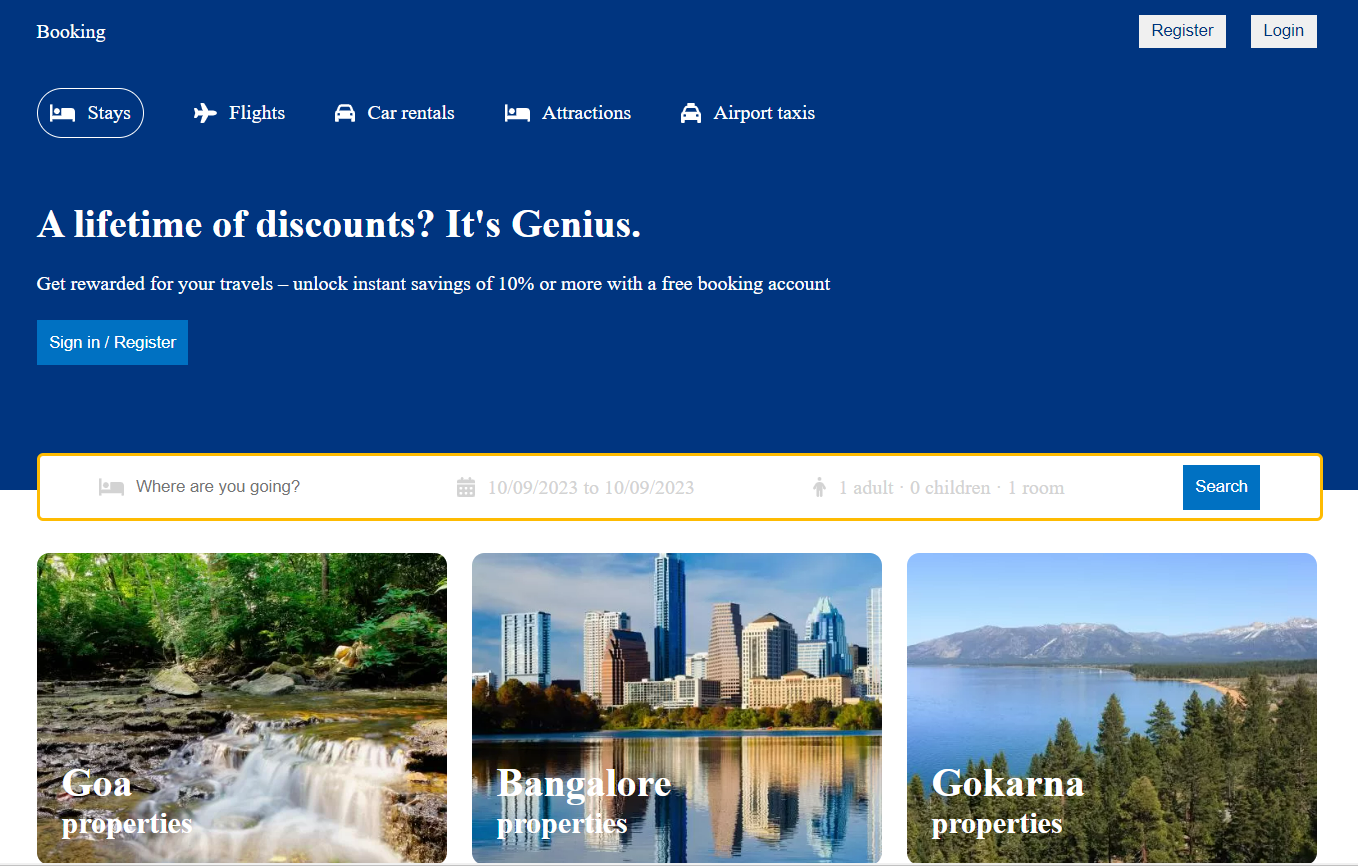 Booking
Register
Login
Stays
Flights
Car rentals
Attractions
Airport taxis
A lifetime of discounts? It's Genius.
Get rewarded for your travels – unlock instant savings of 10% or more with a free booking account
Sign in / Register
Where are you going?
10/09/2023 to 10/09/2023
1 adult · 0 children · 1 room
Search
Goa
properties
Bangalore
properties
Gokarna
properties